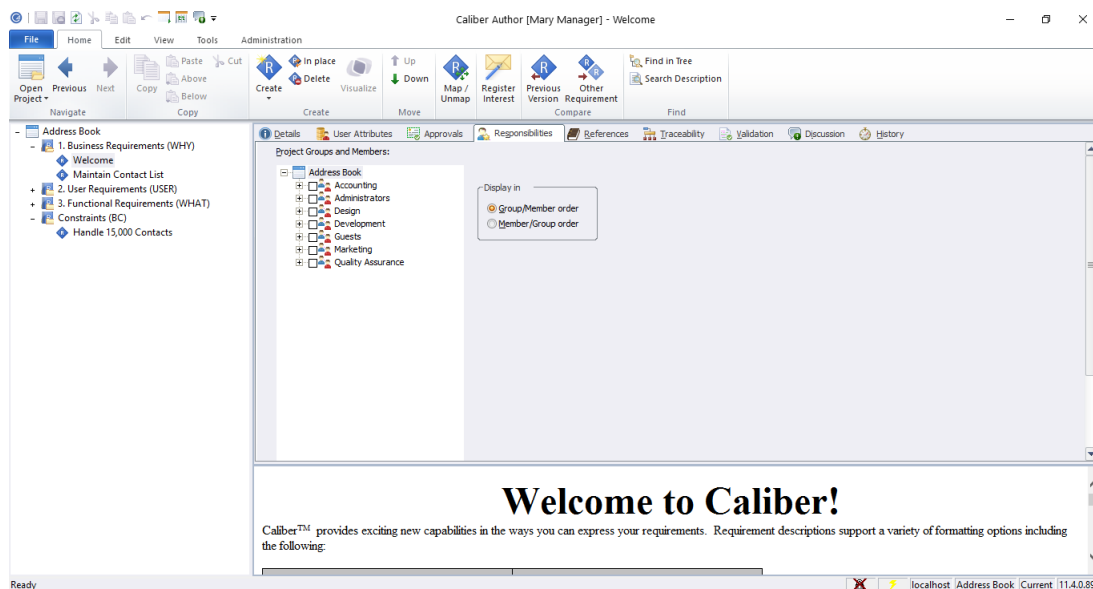 Caliber Author [Mary Manager] - Welcome
File Home Edit View Tools Administration
Open Project Previous Next
Navigate
Copy Paste Cut
Above
Below
Copy
Create In place
Delete
Visualize
Create
Up
Down
Move
Map / Unmap
Register Interest
Previous Version
Other Requirement
Compare
Find in Tree
Search Description
Find
Address Book
1. Business Requirements (WHY)
Welcome
Maintain Contact List
2. User Requirements (USER)
3. Functional Requirements (WHAT)
Constraints (BC)
Handle 15,000 Contacts
Details User Attributes Approvals Responsibilities References Traceability Validation Discussion History
Project Groups and Members:
Address Book
Accounting
Administrators
Design
Development
Guests
Marketing
Quality Assurance
Display in
Group/Member order
Member/Group order
Welcome to Caliber!
Caliber™ provides exciting new capabilities in the ways you can express your requirements. Requirement descriptions support a variety of formatting options including
the following:
Ready
localhost Address Book Current 11.4.0.89